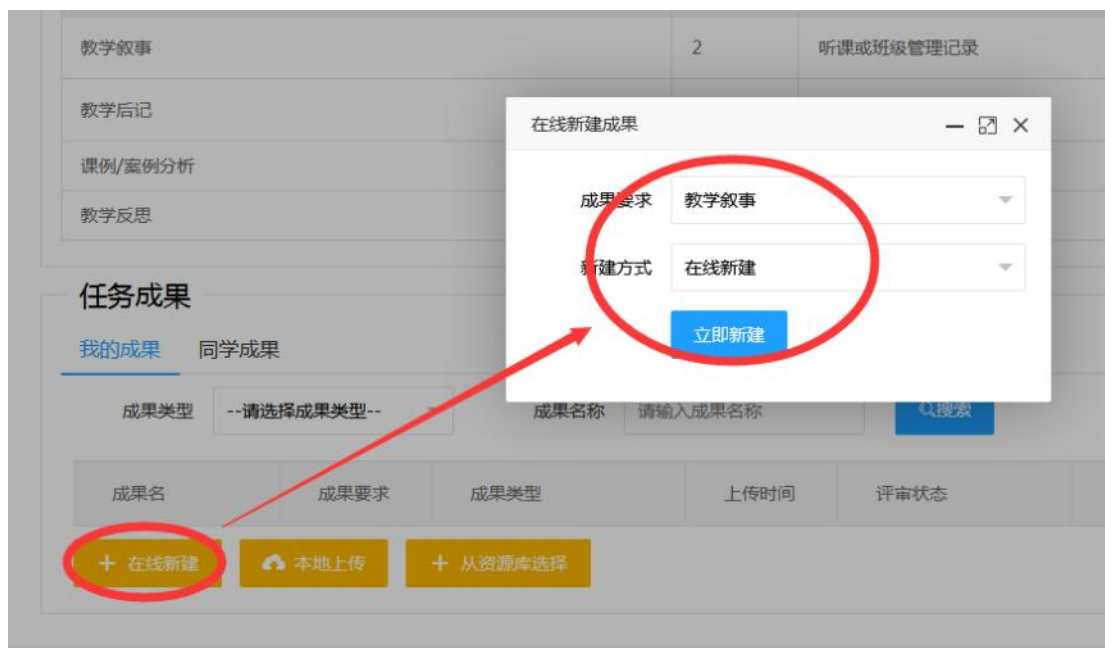 教学叙事 2 听课或班级管理记录
教学后记
课例/案例分析
教学反思
在线新建成果
成果要求 教学叙事
新建方式 在线新建
立即新建
任务成果
我的成果 同学成果
成果类型 --请选择成果类型-- 成果名称 请输入成果名称 搜索
成果名 成果要求 成果类型 上传时间 评审状态
+ 在线新建 本地上传 + 从资源库选择